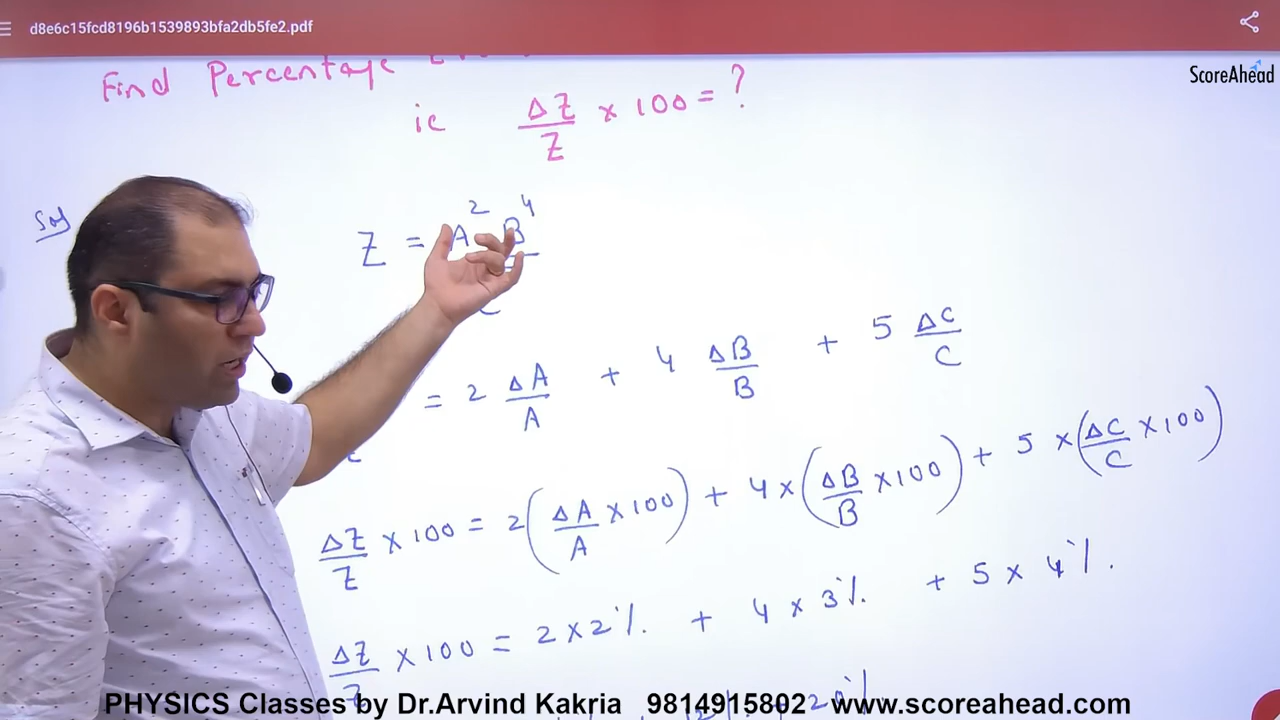 d8e6c15fcd8196b1539893bfa2db5fe2.pdf
ScoreAhead
Find Percentage
ie ΔZ/Z × 100 = ?
Sol
Z = A² B⁴
= 2 ΔA/A + 4 ΔB/B + 5 ΔC/C
ΔZ/Z × 100 = 2(ΔA/A × 100) + 4 × (ΔB/B × 100) + 5 × (ΔC/C × 100)
ΔZ/Z × 100 = 2 × 2% + 4 × 3% + 5 × 4%.
PHYSICS Classes by Dr.Arvind Kakria 9814915802 www.scoreahead.com